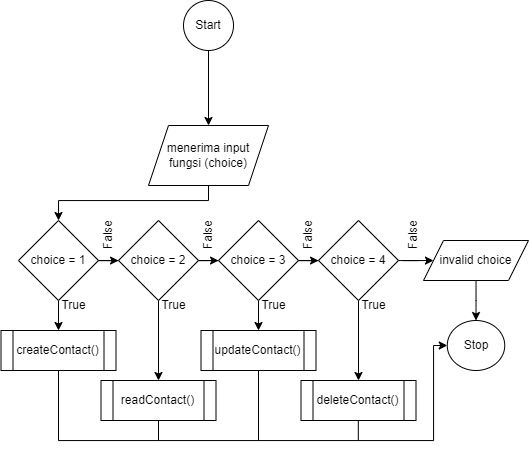 Start
menerima input
fungsi (choice)
False
False
False
False
choice = 1
choice = 2
choice = 3
choice = 4
invalid choice
True
True
True
True
createContact()
updateContact()
Stop
readContact()
deleteContact()